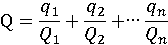 Q = q₁/Q₁ + q₂/Q₂ +··· qₙ/Qₙ